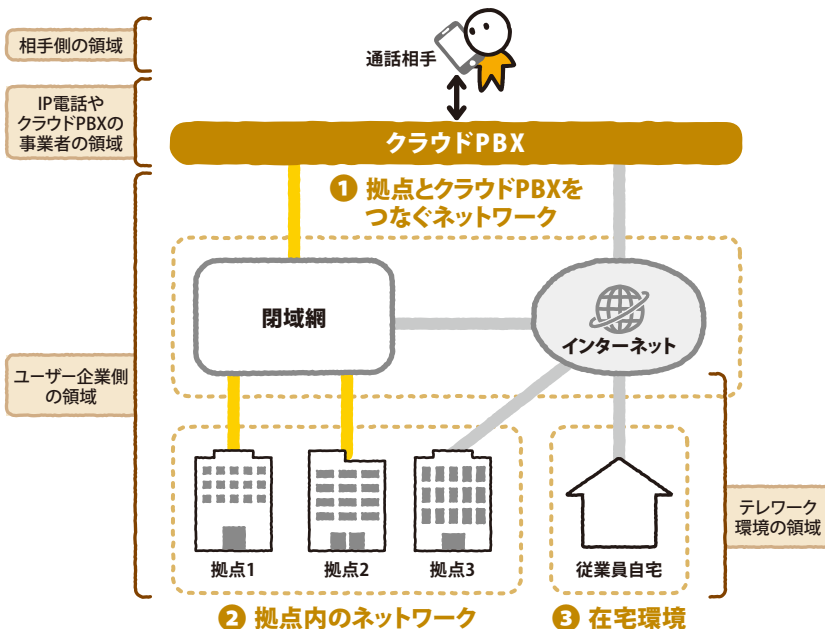 相手側の領域
通話相手
IP電話や
クラウドPBXの
事業者の領域
クラウドPBX
❶ 拠点とクラウドPBXを
つなぐネットワーク
閉域網
インターネット
ユーザー企業側
の領域
拠点1
拠点2
拠点3
従業員自宅
テレワーク
環境の領域
❷ 拠点内のネットワーク
❸ 在宅環境